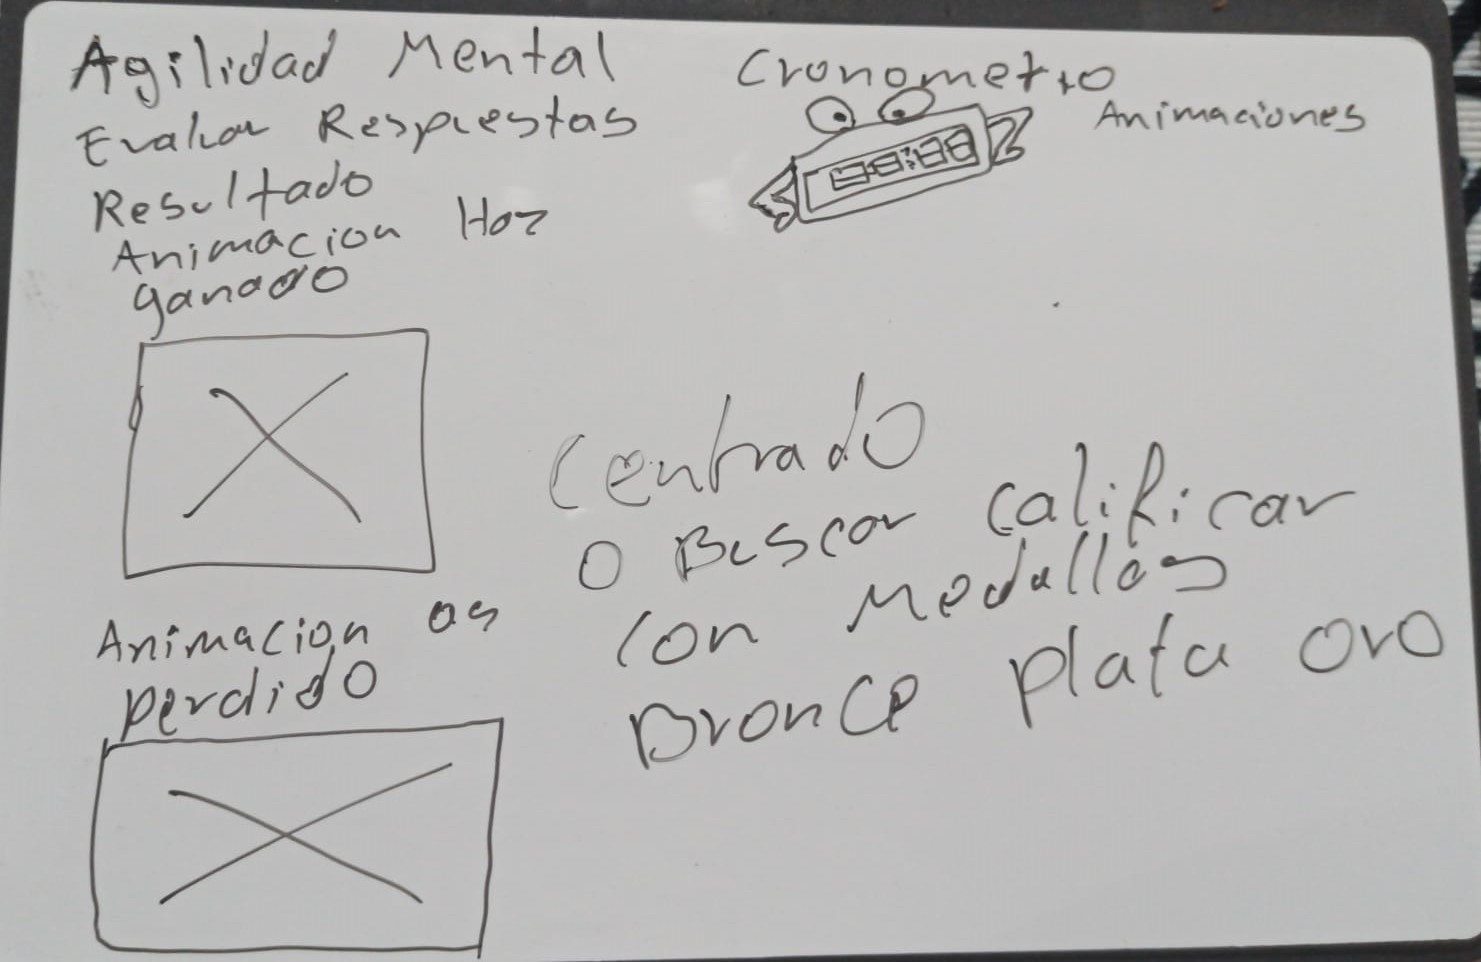 Agilidad Mental
Evaluar Respuestas
Resultado
Animacion Haz
ganado
Animacion as
perdido
Cronometro
Animaciones
Centrado
O Buscar calificar
con Medallas
Bronce plata oro